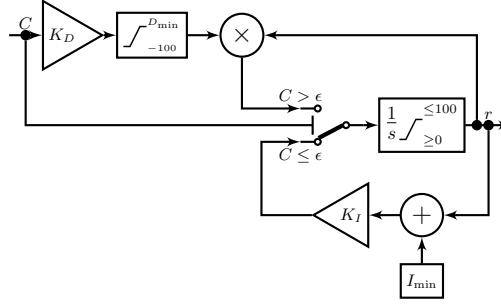 C
K_D
D_min
−100
×
C > ϵ
C ≤ ϵ
1/s
≤100
≥0
r
K_I
+
I_min